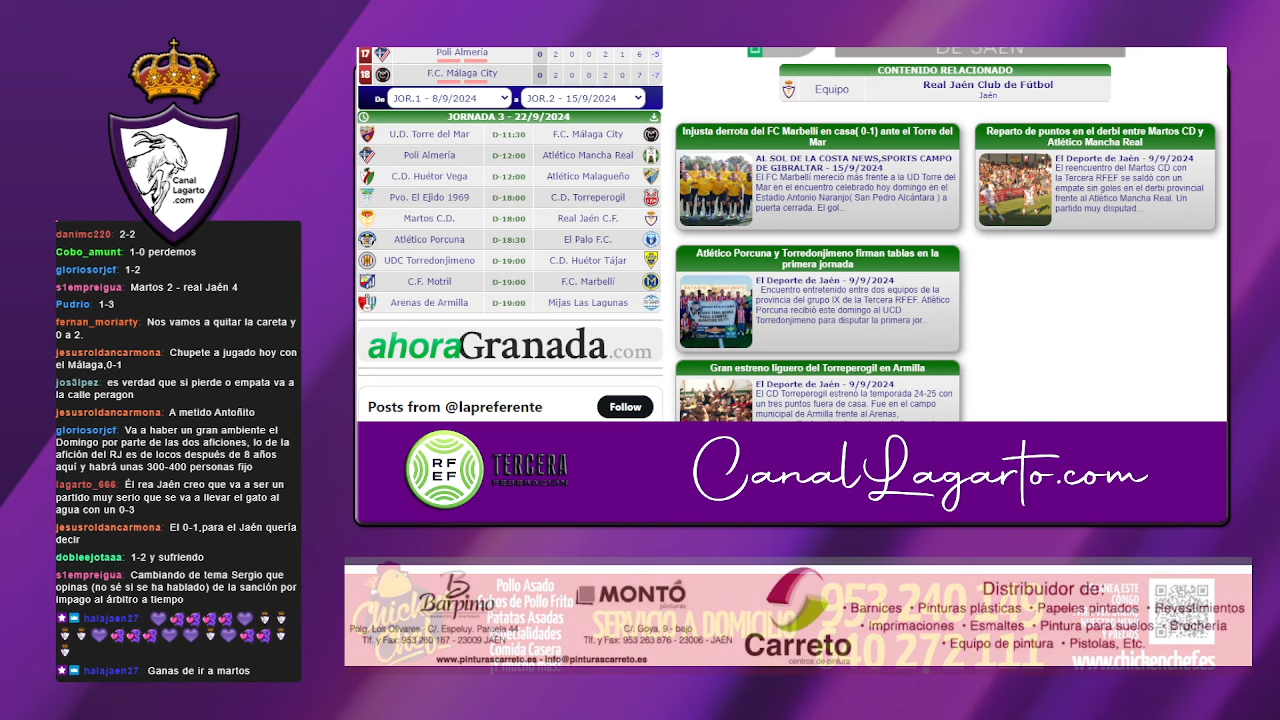 Canal
Lagarto
.com
danimc220: 2-2
Cobo_amunt: 1-0 perdemos
gloriosorjcf: 1-2
s1empreigua: Martos 2 - real Jaén 4
Pudrio: 1-3
fernan_moriarty: Nos vamos a quitar la careta y
0 a 2.
jesusroldancarmona: Chupete a jugado hoy con
el Málaga,0-1
jos3lpez: es verdad que si pierde o empata va a
la calle peragon
jesusroldancarmona: A metido Antoñito
gloriosorjcf: Va a haber un gran ambiente el
Domingo por parte de las dos aficiones, lo de la
afición del RJ es de locos después de 8 años
aquí y habrá unas 300-400 personas fijo
lagarto_666: Él rea Jaén creo que va a ser un
partido muy serio que se va a llevar el gato al
agua con un 0-3
jesusroldancarmona: El 0-1,para el Jaén quería
decir
dobleejotaaa: 1-2 y sufriendo
s1empreigua: Cambiando de tema Sergio que
opinas (no sé si se ha hablado) de la sanción por
impago al árbitro a tiempo
halajaen27:
halajaen27: Ganas de ir a martos
17 Poli Almería 0 2 0 0 2 1 6 -5
18 F.C. Málaga City 0 2 0 0 2 0 7 -7
De JOR.1 - 8/9/2024 a JOR.2 - 15/9/2024
JORNADA 3 - 22/9/2024
U.D. Torre del Mar D-11:30 F.C. Málaga City
Poli Almería D-12:00 Atlético Mancha Real
C.D. Huétor Vega D-12:00 Atlético Malagueño
Pvo. El Ejido 1969 D-18:00 C.D. Torreperogil
Martos C.D. D-18:00 Real Jaén C.F.
Atlético Porcuna D-18:30 El Palo F.C.
UDC Torredonjimeno D-19:00 C.D. Huétor Tájar
C.F. Motril D-19:00 F.C. Marbellí
Arenas de Armilla D-19:00 Mijas Las Lagunas
ahoraGranada.com
Posts from @lapreferente Follow
DE JAÉN
CONTENIDO RELACIONADO
Equipo Real Jaén Club de Fútbol
Jaén
Injusta derrota del FC Marbellí en casa( 0-1) ante el Torre del
Mar
AL SOL DE LA COSTA NEWS,SPORTS CAMPO
DE GIBRALTAR - 15/9/2024
El FC Marbellí mereció más frente a la UD Torre del
Mar en el encuentro celebrado hoy domingo en el
Estadio Antonio Naranjo( San Pedro Alcántara ) a
puerta cerrada. El gol...
Reparto de puntos en el derbi entre Martos CD y
Atlético Mancha Real
El Deporte de Jaén - 9/9/2024
El reencuentro del Martos CD con
la Tercera RFEF se saldó con un
empate sin goles en el derbi provincial
frente al Atlético Mancha Real. Un
partido muy disputad...
Atlético Porcuna y Torredonjimeno firman tablas en la
primera jornada
El Deporte de Jaén - 9/9/2024
Encuentro entretenido entre dos equipos de la
provincia del grupo IX de la Tercera RFEF. Atlético
Porcuna recibió este domingo al UCD
Torredonjimeno para disputar la primera jor...
Gran estreno liguero del Torreperogil en Armilla
El Deporte de Jaén - 9/9/2024
El CD Torreperogil estrenó la temporada 24-25
con un tres puntos fuera de casa. Fue en el campo
municipal de Armilla frente al Arenas,
RF
EF
TERCERA
FEDERACIÓN
CanalLagarto.com
Barpimo
Polg. Los Olivares - C/. Espeluy. Parcela 44
Tlf. y Fax: 953 280 187 - 23009 JAÉN
MONTÓ
pinturas
C/. Goya, 9 - bajo
Tlf. y Fax: 953 263 876 - 23006 - JAÉN
www.pinturascarreto.es - info@pinturascarreto.es
Carreto
centros de pintura
Distribuidor de:
• Barnices • Pinturas plásticas • Papeles pintados • Revestimientos
• Imprimaciones • Esmaltes • Pintura para suelos • Brochería
• Equipo de pintura • Pistolas, Etc.
Pollo Asado
Patatas Asadas
Especialidades
Comida Casera
SERVICIO DOMICILIO
www.chickenchef.es